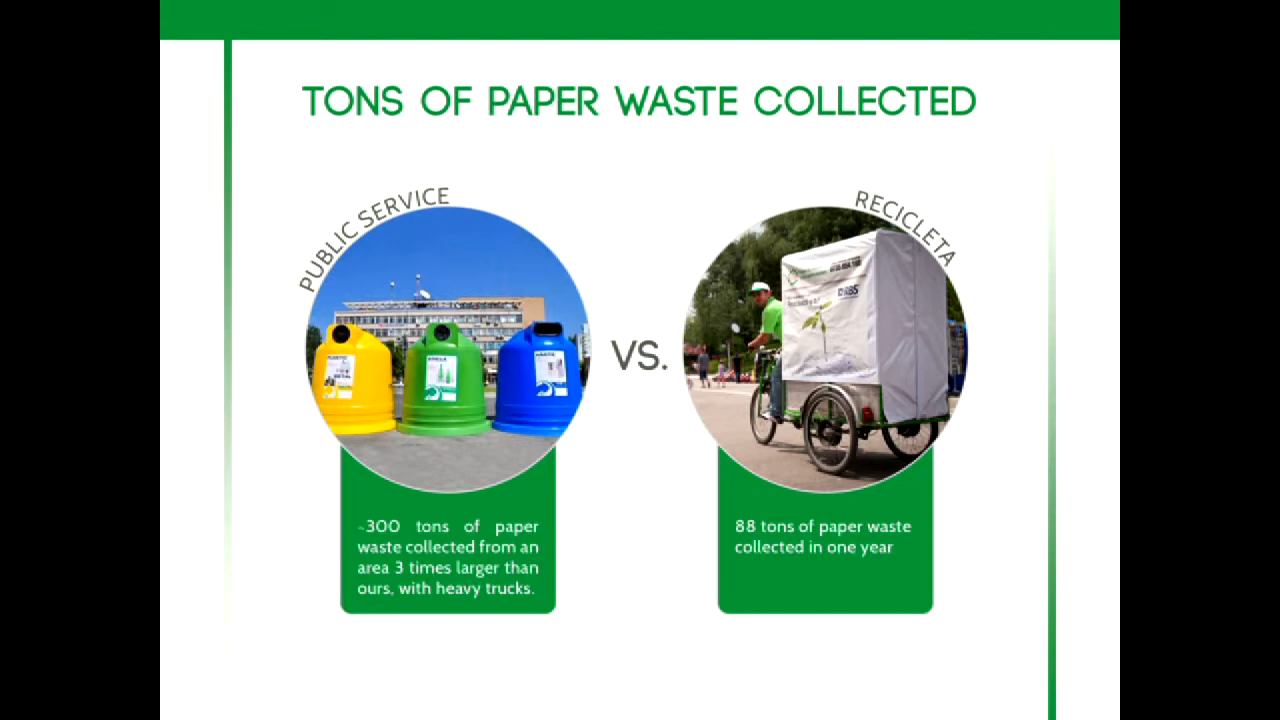 TONS OF PAPER WASTE COLLECTED
PUBLIC SERVICE
RECICLETA
VS.
~300 tons of paper
waste collected from an
area 3 times larger than
ours, with heavy trucks.
88 tons of paper waste
collected in one year